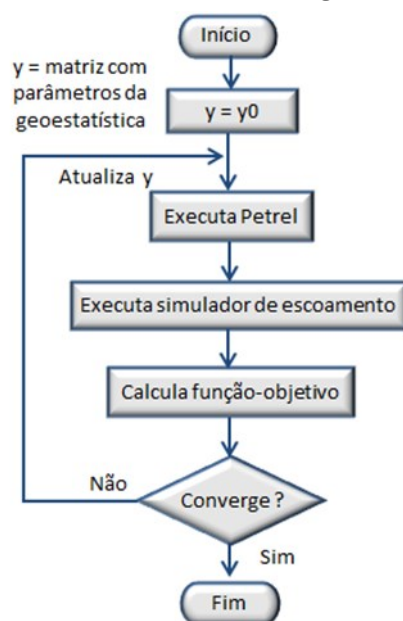 Início
y = matriz com
parâmetros da
geoestatística
y = y0
Atualiza y
Executa Petrel
Executa simulador de escoamento
Calcula função-objetivo
Não
Converge ?
Sim
Fim